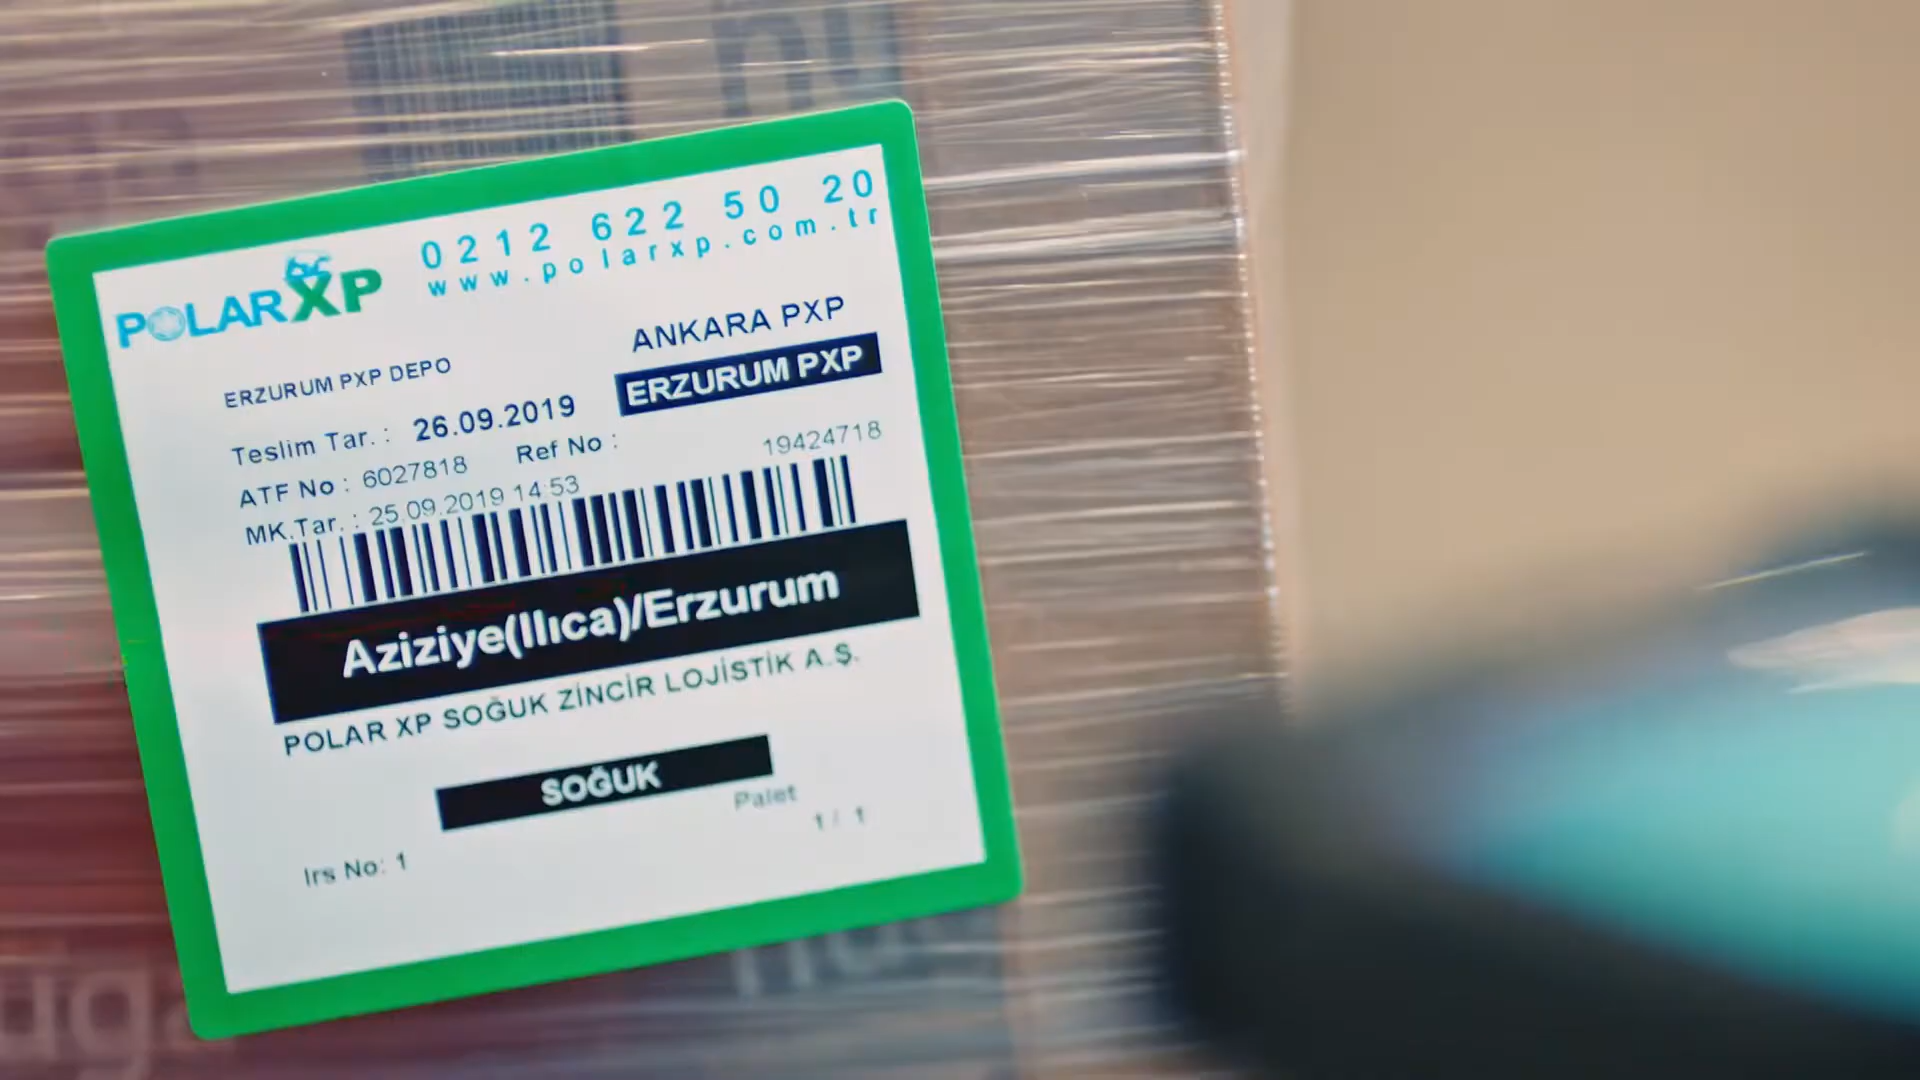 POLARXP
0212 622 50 20
www.polarxp.com.tr
ANKARA PXP
ERZURUM PXP DEPO
ERZURUM PXP
Teslim Tar. : 26.09.2019
Ref No :
19424718
ATF No : 6027818
MK.Tar. : 25.09.2019 14:53
Aziziye(Ilıca)/Erzurum
POLAR XP SOĞUK ZİNCİR LOJİSTİK A.Ş.
SOĞUK
Palet
1 / 1
Irs No: 1